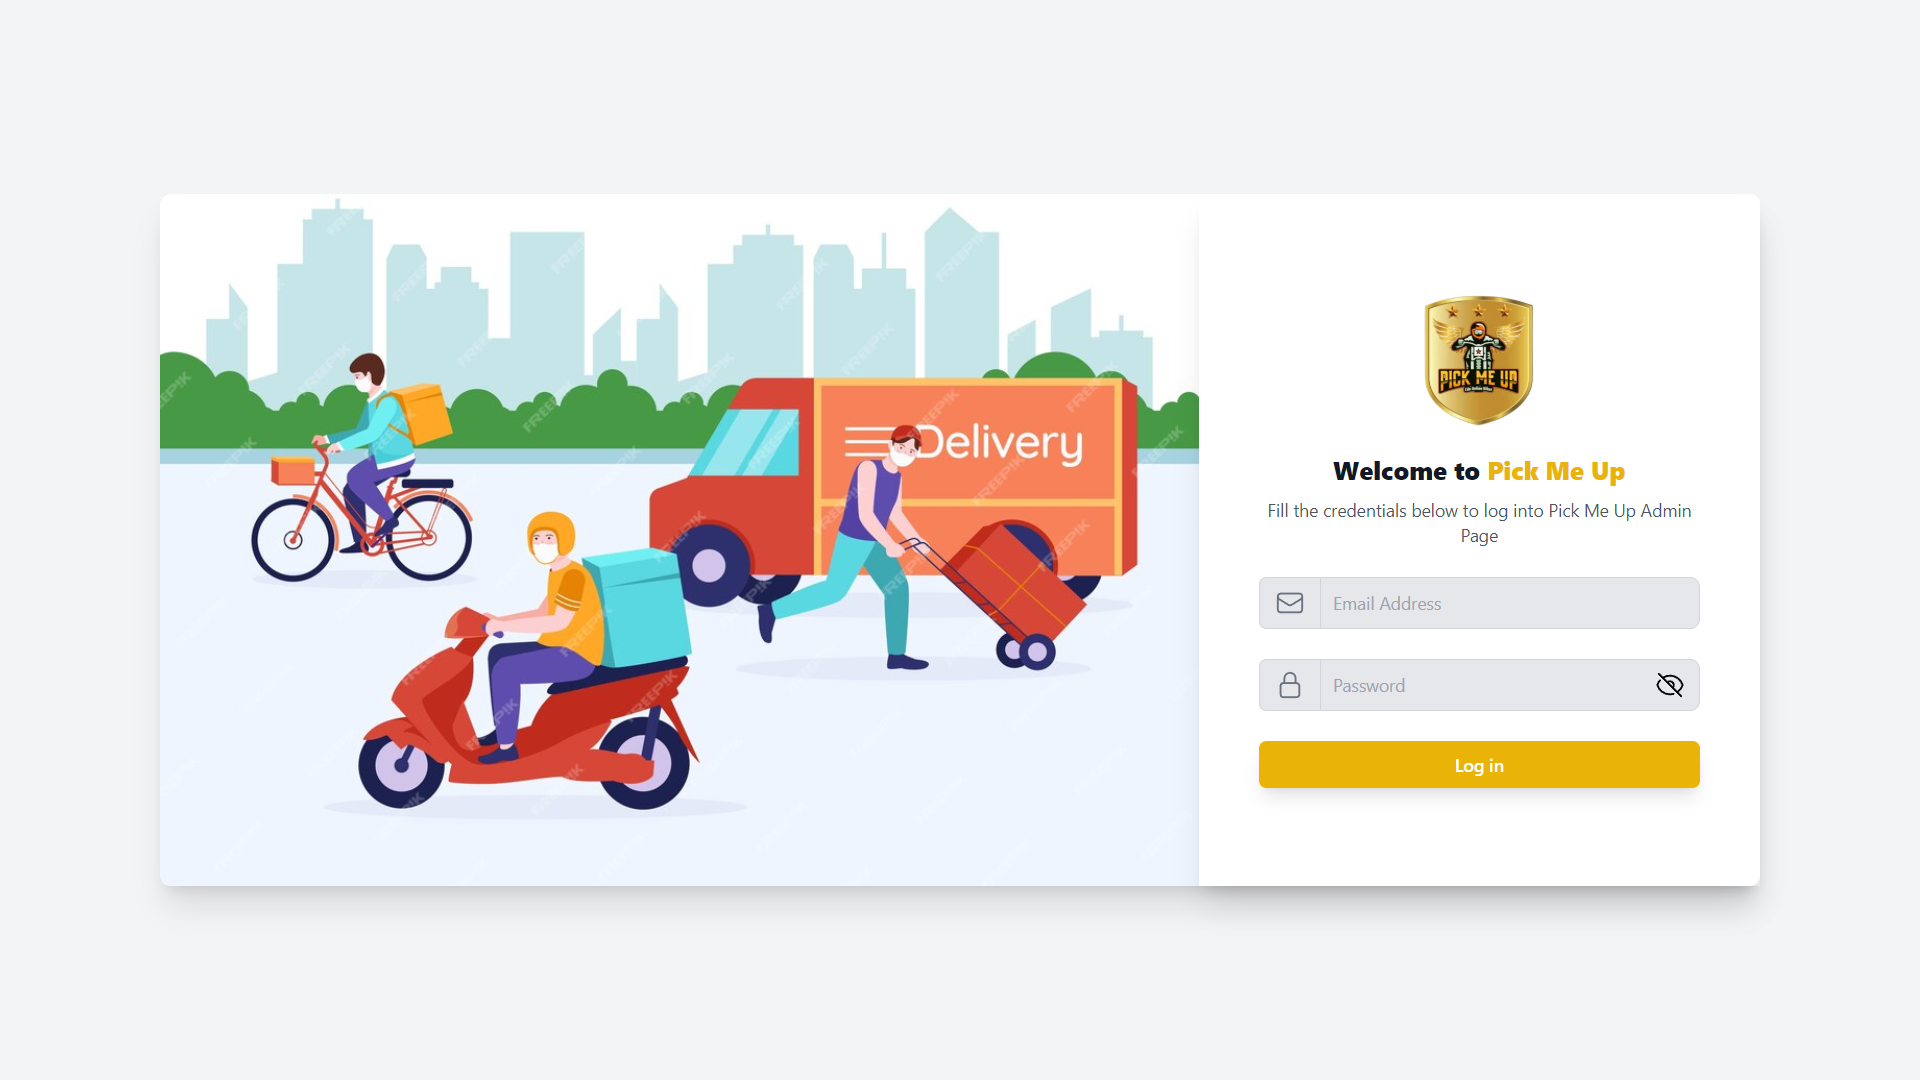 Delivery
PICK ME UP
Welcome to Pick Me Up
Fill the credentials below to log into Pick Me Up Admin
Page
Email Address
Password
Log in
FREEPIK